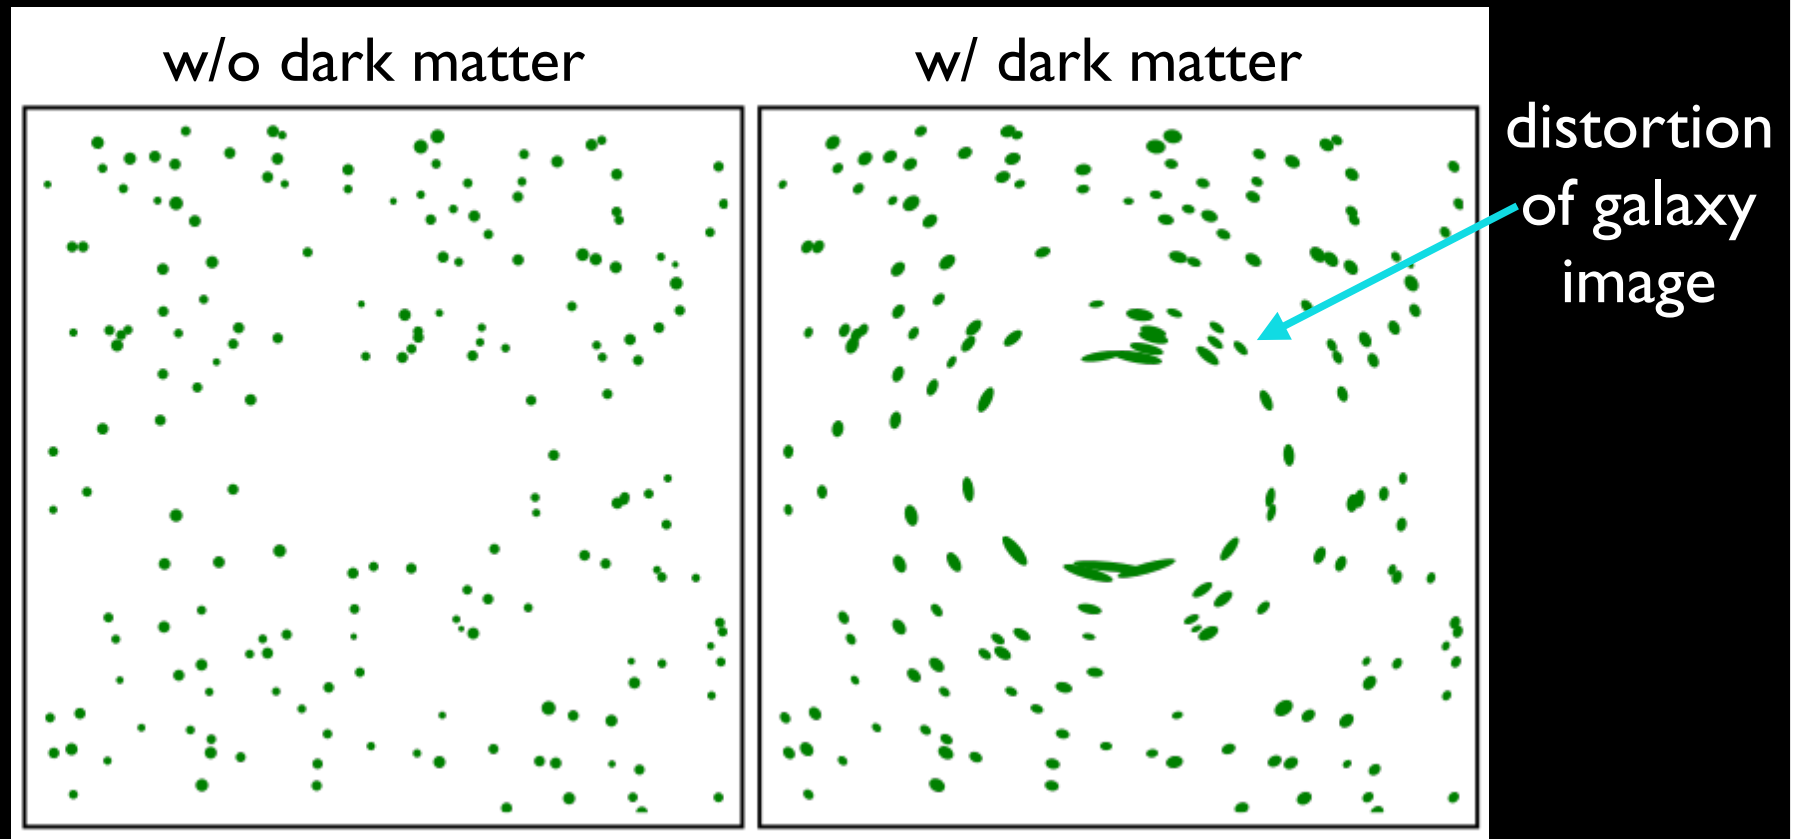 w/o dark matter
w/ dark matter
distortion
of galaxy
image